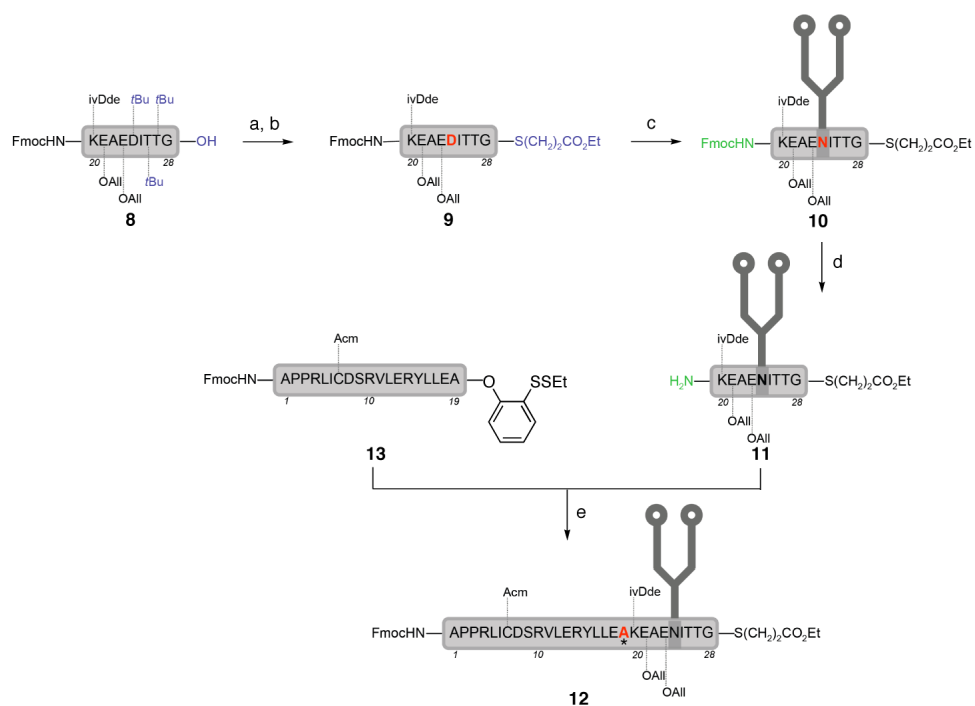 ivDde tBu tBu
FmocHN KEAEDITTG OH
20 28
OAll tBu
OAll
8
a, b
ivDde
FmocHN KEAEDITTG S(CH2)2CO2Et
20 28
OAll
OAll
9
c
ivDde
FmocHN KEAENITTG S(CH2)2CO2Et
20 28
OAll
OAll
10
d
Acm
FmocHN APPRLICDSRVLERYLLEA O SSEt
1 10 19
13
ivDde
H2N KEAENITTG S(CH2)2CO2Et
20 28
OAll
OAll
11
e
Acm ivDde
FmocHN APPRLICDSRVLERYLLEAKEAENITTG S(CH2)2CO2Et
*
1 10 20 28
OAll
OAll
12